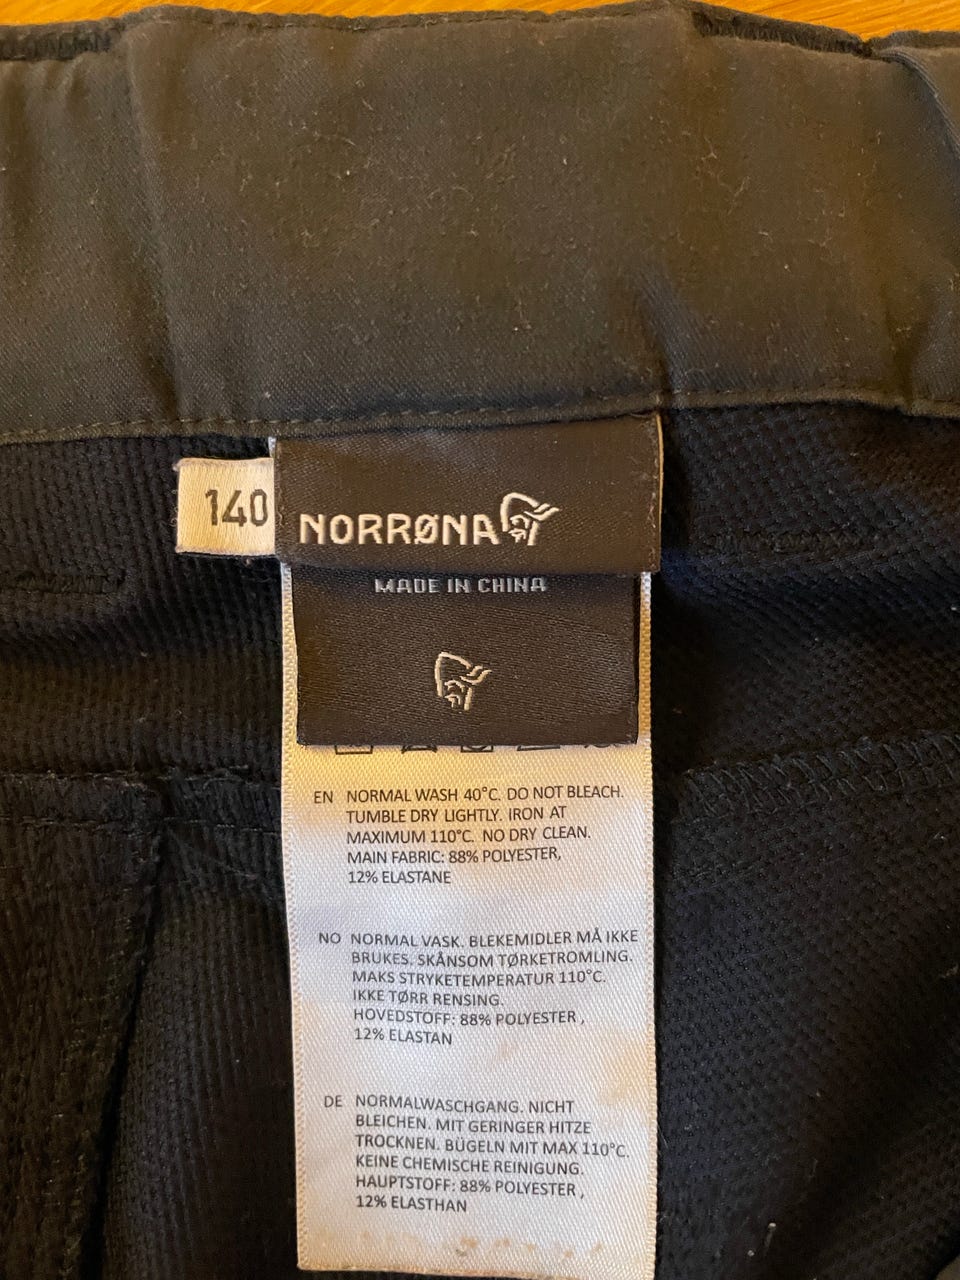 140
NORRØNA
MADE IN CHINA
EN NORMAL WASH 40°C. DO NOT BLEACH.
TUMBLE DRY LIGHTLY. IRON AT
MAXIMUM 110°C. NO DRY CLEAN.
MAIN FABRIC: 88% POLYESTER,
12% ELASTANE
NO NORMAL VASK. BLEKEMIDLER MÅ IKKE
BRUKES. SKÅNSOM TØRKETROMLING.
MAKS STRYKETEMPERATUR 110°C.
IKKE TØRR RENSING.
HOVEDSTOFF: 88% POLYESTER ,
12% ELASTAN
DE NORMALWASCHGANG. NICHT
BLEICHEN. MIT GERINGER HITZE
TROCKNEN. BÜGELN MIT MAX 110°C.
KEINE CHEMISCHE REINIGUNG.
HAUPTSTOFF: 88% POLYESTER ,
12% ELASTHAN